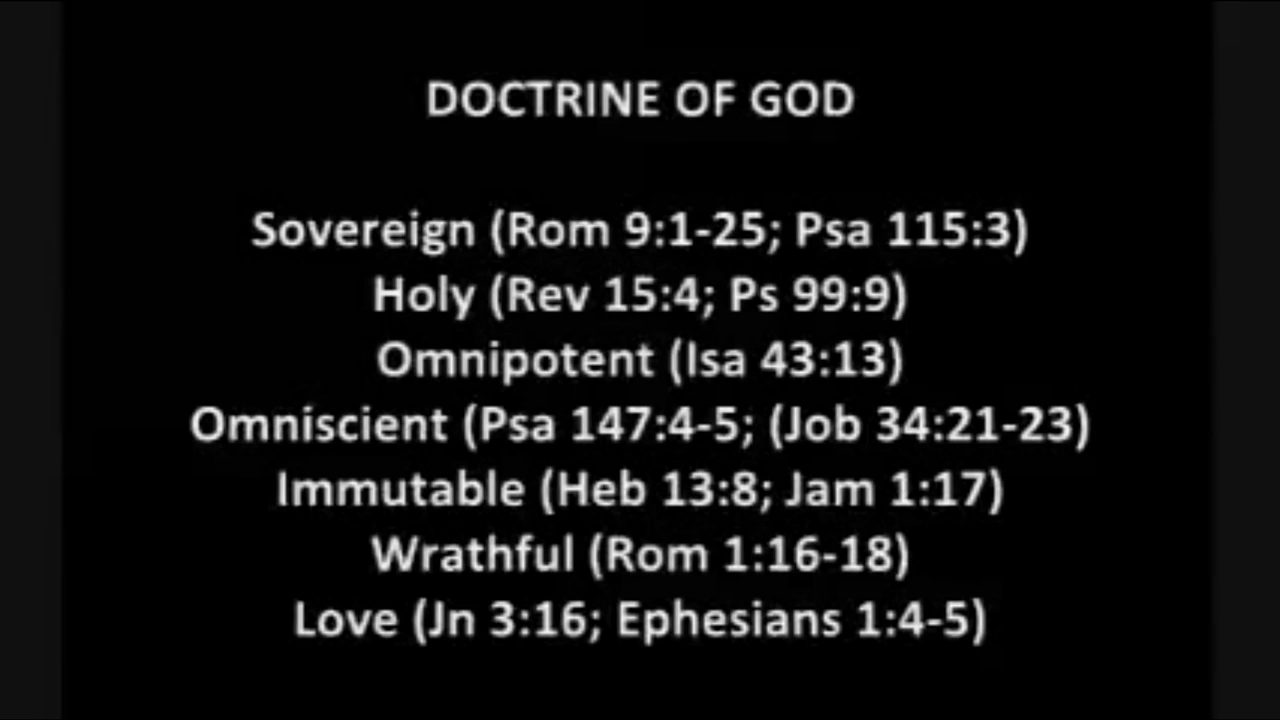 DOCTRINE OF GOD
Sovereign (Rom 9:1-25; Psa 115:3)
Holy (Rev 15:4; Ps 99:9)
Omnipotent (Isa 43:13)
Omniscient (Psa 147:4-5; (Job 34:21-23)
Immutable (Heb 13:8; Jam 1:17)
Wrathful (Rom 1:16-18)
Love (Jn 3:16; Ephesians 1:4-5)